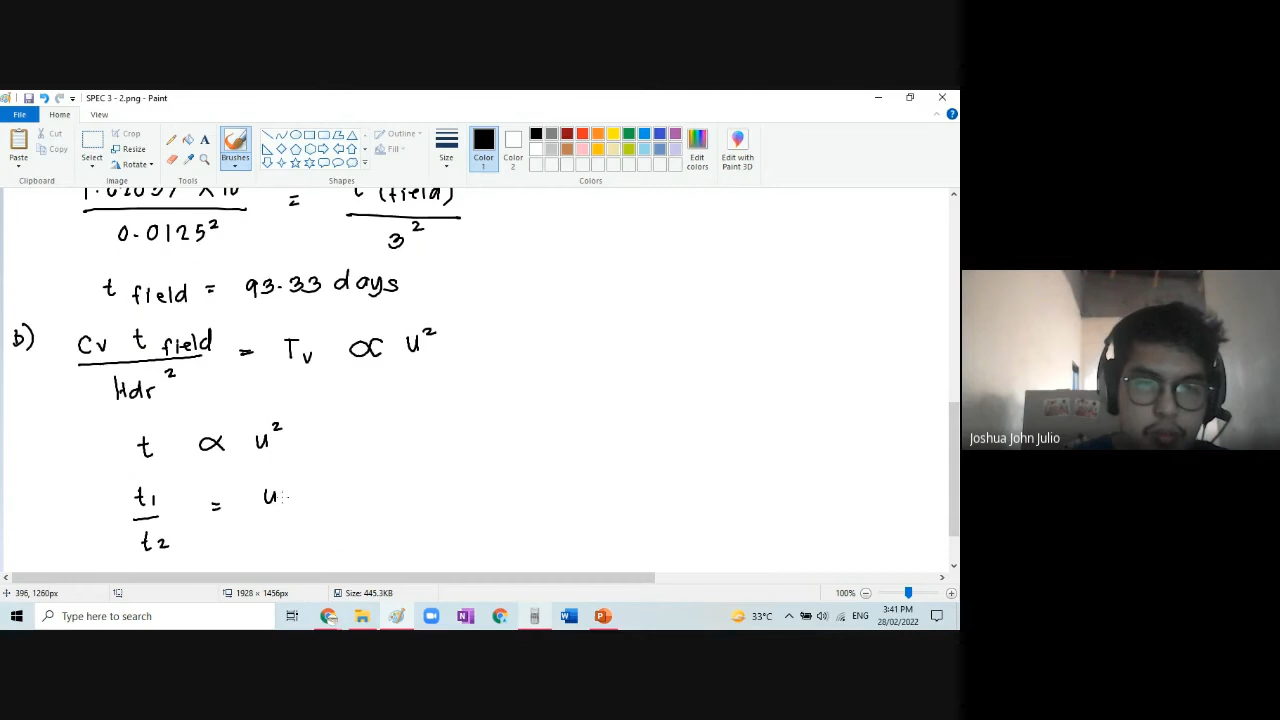 SPEC 3 - 2.png - Paint
File Home View
Paste Cut Copy Clipboard
Select Crop Resize Rotate Image
Tools
Brushes
Outline Fill Shapes
Size
Color 1 Color 2 Edit colors Colors
Edit with Paint 3D
= t (field)
0.0125² 3²
t field = 93.33 days
b) Cv t field / Hdr² = Tv ∝ u²
t ∝ u²
t1 / t2 = u
Joshua John Julio
396, 1260px 1928 × 1456px Size: 445.3KB 100%
Type here to search 33°C ENG 3:41 PM 28/02/2022